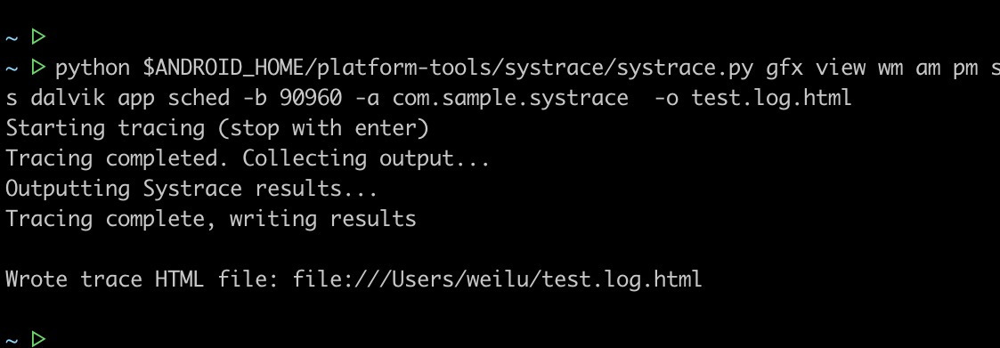 ~ ▷
~ ▷ python $ANDROID_HOME/platform-tools/systrace/systrace.py gfx view wm am pm s
s dalvik app sched -b 90960 -a com.sample.systrace  -o test.log.html
Starting tracing (stop with enter)
Tracing completed. Collecting output...
Outputting Systrace results...
Tracing complete, writing results

Wrote trace HTML file: file:///Users/weilu/test.log.html

~ ▷